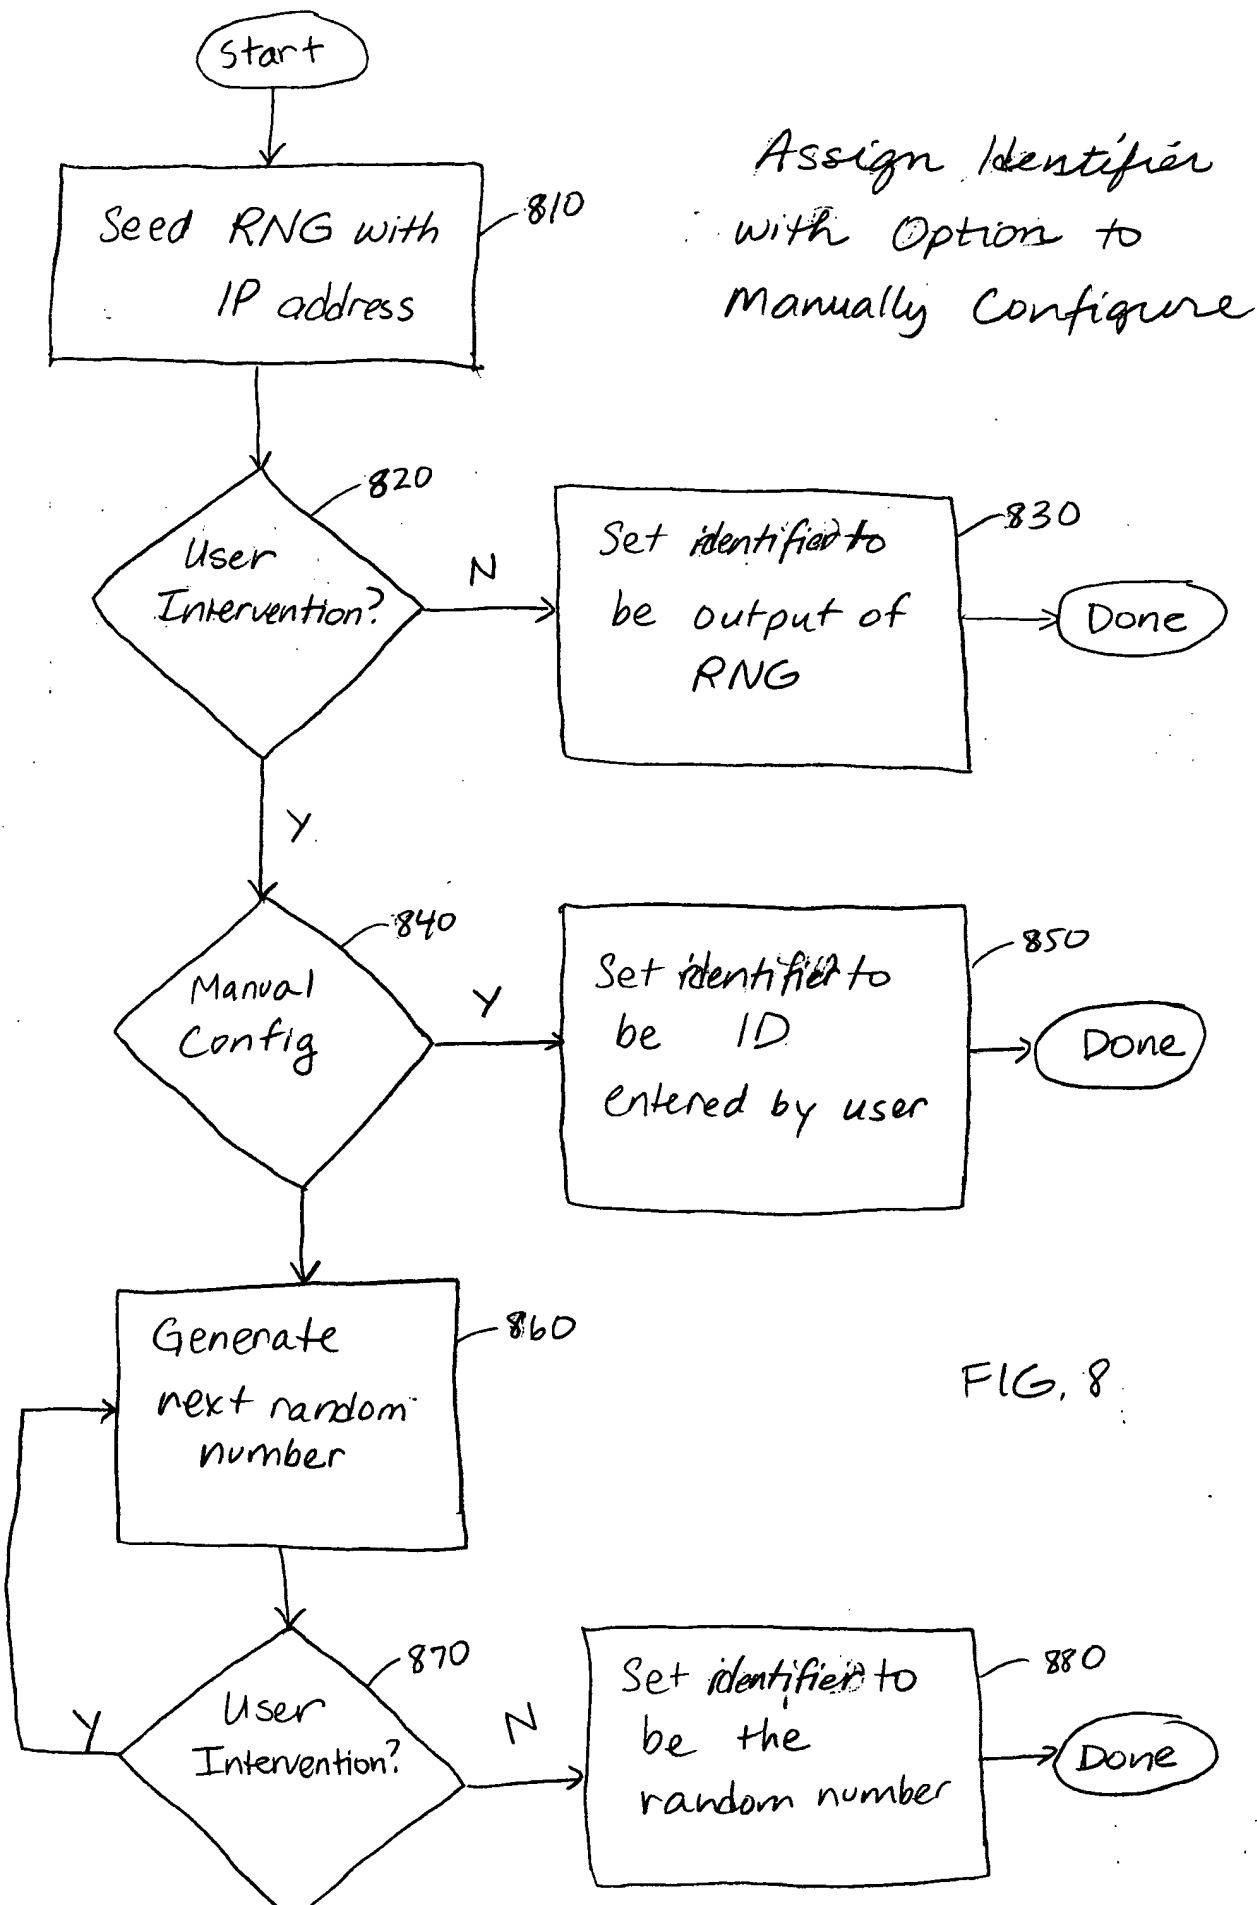 Start
Assign Identifier
with Option to
Manually Configure
Seed RNG with
IP address
810
820
User
Intervention?
N
Set identifier to
be output of
RNG
830
Done
Y
840
Manual
Config
Y
Set identifier to
be ID
entered by user
850
Done
Generate
next random
number
860
FIG. 8
870
User
Intervention?
Y
N
Set identifier to
be the
random number
880
Done